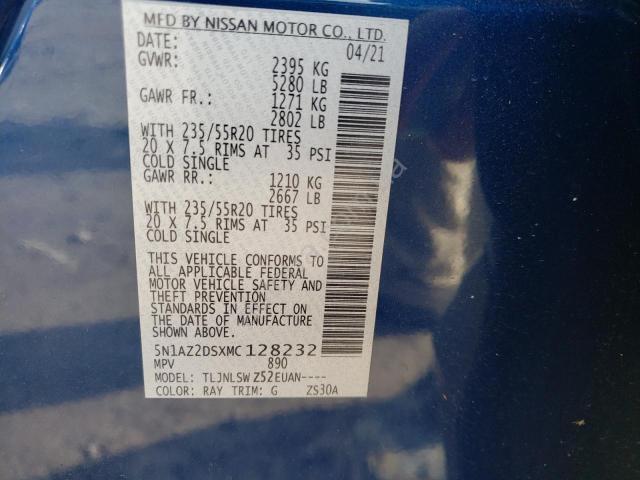 MFD BY NISSAN MOTOR CO., LTD.
DATE: 04/21
GVWR: 2395 KG
5280 LB
GAWR FR.: 1271 KG
2802 LB
WITH 235/55R20 TIRES
20 X 7.5 RIMS AT 35 PSI
COLD SINGLE
GAWR RR.: 1210 KG
2667 LB
WITH 235/55R20 TIRES
20 X 7.5 RIMS AT 35 PSI
COLD SINGLE
THIS VEHICLE CONFORMS TO
ALL APPLICABLE FEDERAL
MOTOR VEHICLE SAFETY AND
THEFT PREVENTION
STANDARDS IN EFFECT ON
THE DATE OF MANUFACTURE
SHOWN ABOVE.
5N1AZ2DSXMC128232
MPV 890
MODEL: TLJNLSWZ52EUAN----
COLOR: RAY TRIM: G ZS30A